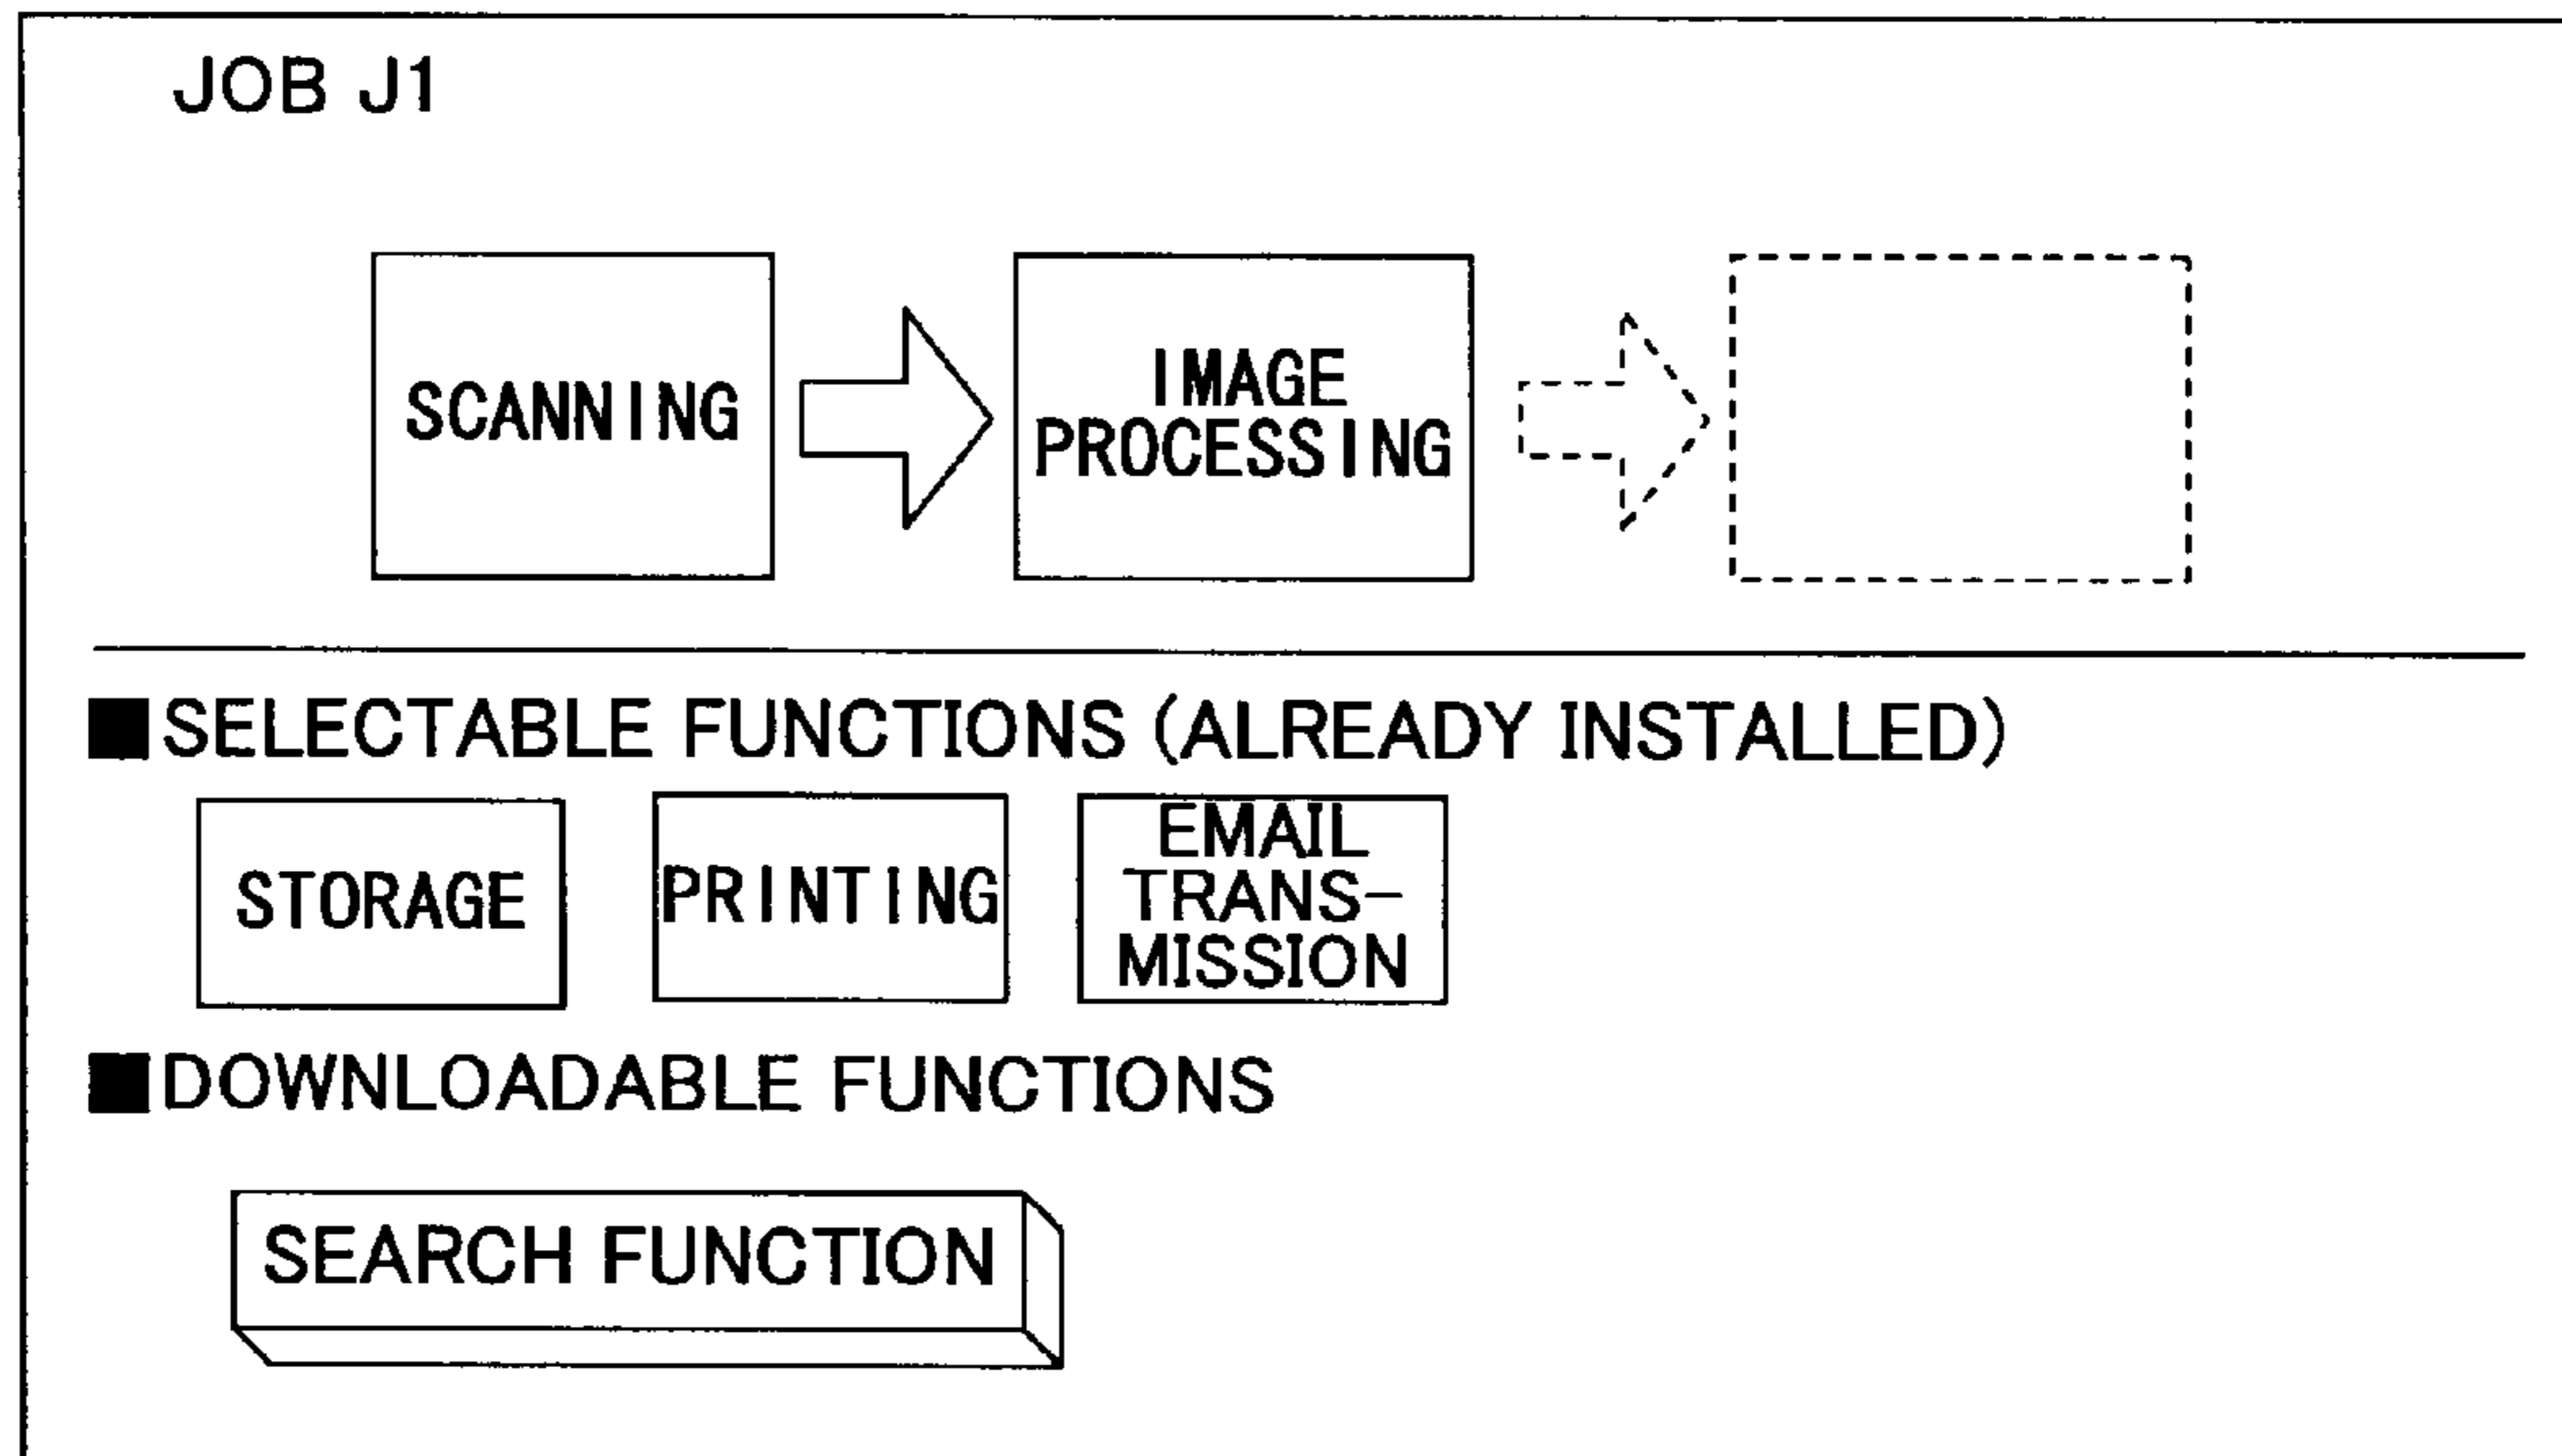 JOB J1
SCANNING
IMAGE
PROCESSING
■SELECTABLE FUNCTIONS (ALREADY INSTALLED)
STORAGE
PRINTING
EMAIL
TRANS-
MISSION
■DOWNLOADABLE FUNCTIONS
SEARCH FUNCTION